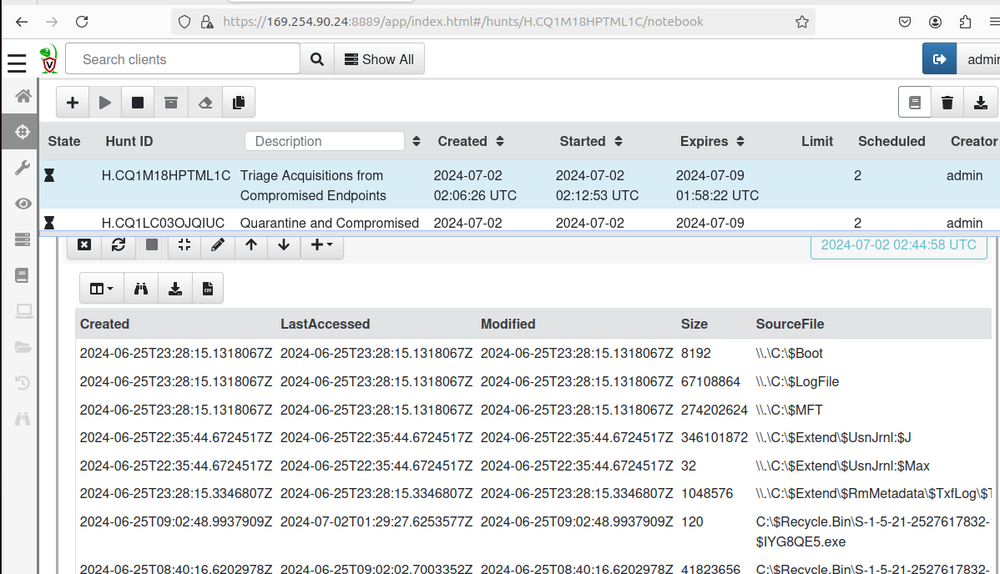 https://169.254.90.24:8889/app/index.html#/hunts/H.CQ1M18HPTML1C/notebook
Search clients
Show All
V
State Hunt ID Description Created Started Expires Limit Scheduled Creator
H.CQ1M18HPTML1C Triage Acquisitions from 2024-07-02 2024-07-02 2024-07-09 2 admin
Compromised Endpoints 02:06:26 UTC 02:12:53 UTC 01:58:22 UTC
H.CQ1LC03OJQIUC Quarantine and Compromised 2024-07-02 2024-07-02 2024-07-09 2 admin
2024-07-02 02:44:58 UTC
CSV
Created LastAccessed Modified Size SourceFile
2024-06-25T23:28:15.1318067Z 2024-06-25T23:28:15.1318067Z 2024-06-25T23:28:15.1318067Z 8192 \\.\C:\$Boot
2024-06-25T23:28:15.1318067Z 2024-06-25T23:28:15.1318067Z 2024-06-25T23:28:15.1318067Z 67108864 \\.\C:\$LogFile
2024-06-25T23:28:15.1318067Z 2024-06-25T23:28:15.1318067Z 2024-06-25T23:28:15.1318067Z 274202624 \\.\C:\$MFT
2024-06-25T22:35:44.6724517Z 2024-06-25T22:35:44.6724517Z 2024-06-25T22:35:44.6724517Z 346101872 \\.\C:\$Extend\$UsnJrnl:$J
2024-06-25T22:35:44.6724517Z 2024-06-25T22:35:44.6724517Z 2024-06-25T22:35:44.6724517Z 32 \\.\C:\$Extend\$UsnJrnl:$Max
2024-06-25T23:28:15.3346807Z 2024-06-25T23:28:15.3346807Z 2024-06-25T23:28:15.3346807Z 1048576 \\.\C:\$Extend\$RmMetadata\$TxfLog\$T
2024-06-25T09:02:48.9937909Z 2024-07-02T01:29:27.6253577Z 2024-06-25T09:02:48.9937909Z 120 C:\$Recycle.Bin\S-1-5-21-2527617832-
$IYG8QE5.exe
2024-06-25T08:40:16.6202978Z 2024-06-25T09:02:02.7003352Z 2024-06-25T08:40:16.6202978Z 41823656 C:\$Recycle.Bin\S-1-5-21-2527617832-